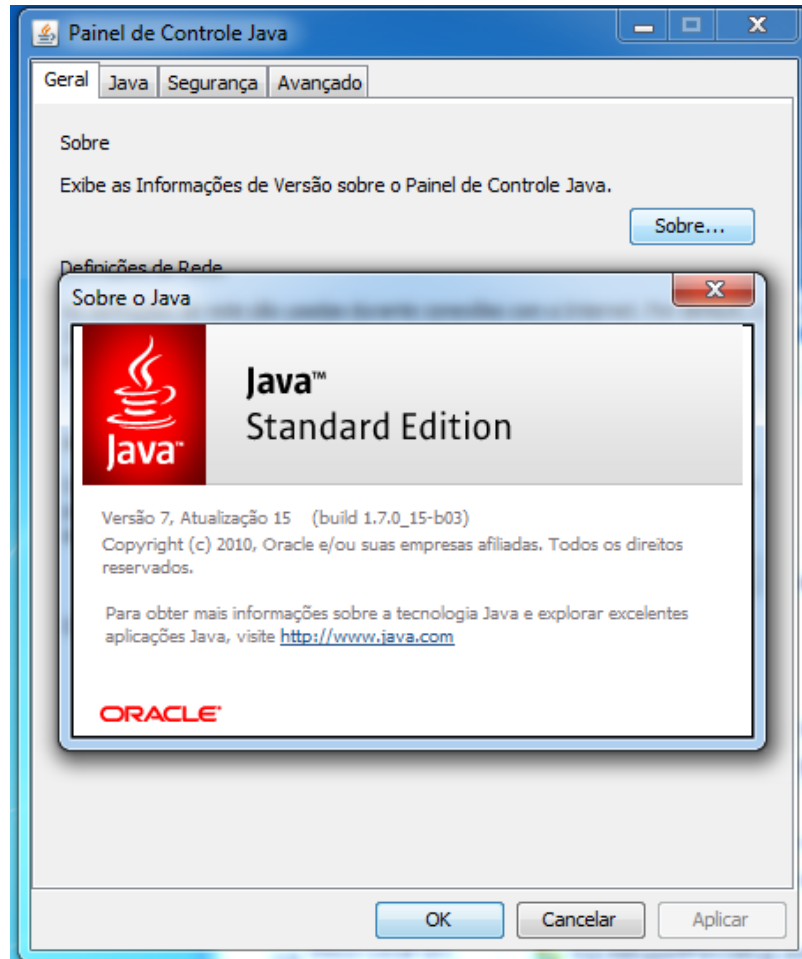 Painel de Controle Java
Geral Java Segurança Avançado
Sobre
Exibe as Informações de Versão sobre o Painel de Controle Java.
Sobre...
Definições de Rede
Sobre o Java
Java
Java™
Standard Edition
Versão 7, Atualização 15 (build 1.7.0_15-b03)
Copyright (c) 2010, Oracle e/ou suas empresas afiliadas. Todos os direitos
reservados.
Para obter mais informações sobre a tecnologia Java e explorar excelentes
aplicações Java, visite http://www.java.com
ORACLE
OK Cancelar Aplicar